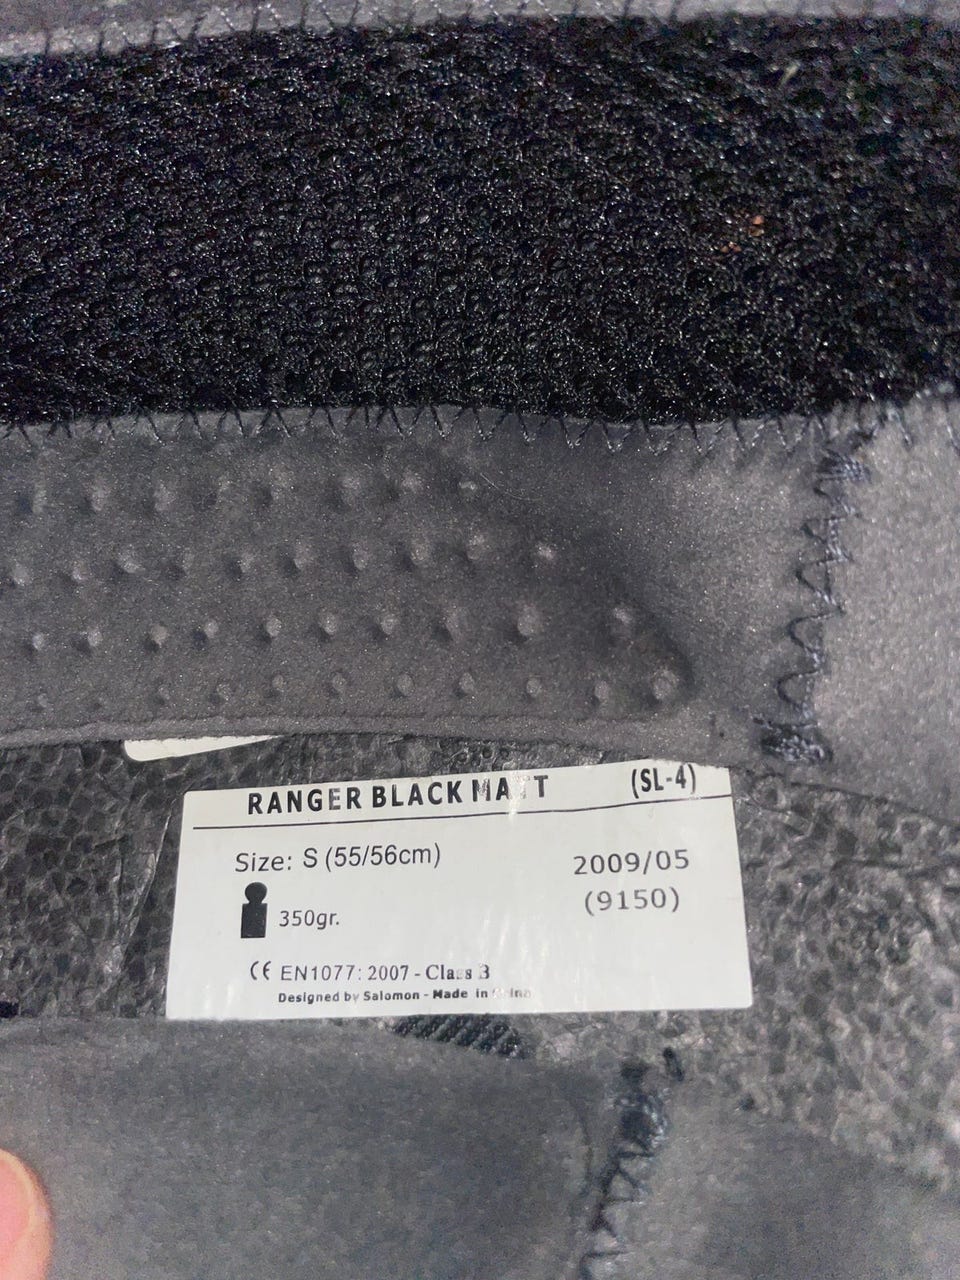 RANGER BLACK MATT (SL-4)
Size: S (55/56cm) 2009/05
350gr. (9150)
CE EN1077: 2007 - Class B
Designed by Salomon - Made in China